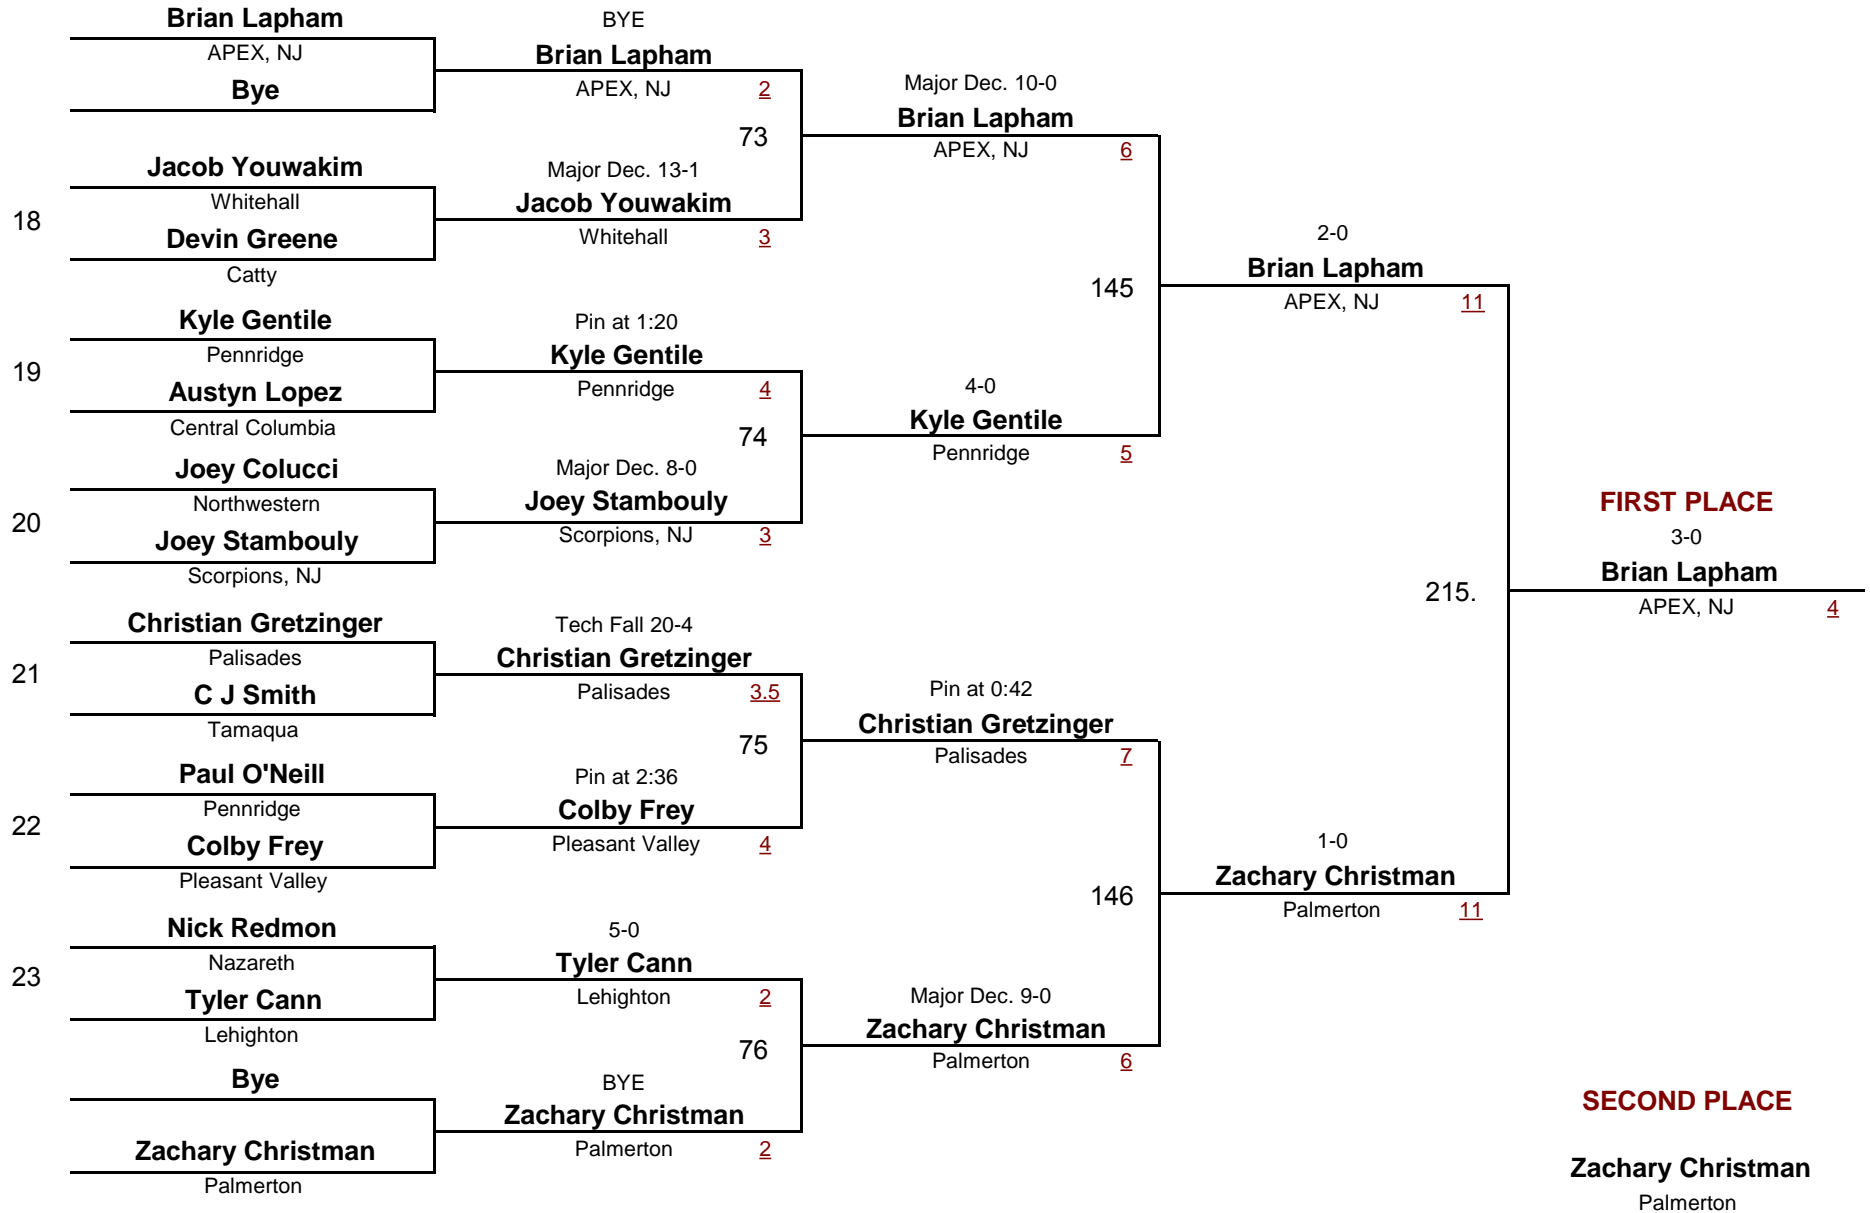 Brian Lapham
APEX, NJ
Bye
18
Jacob Youwakim
Whitehall
Devin Greene
Catty
19
Kyle Gentile
Pennridge
Austyn Lopez
Central Columbia
20
Joey Colucci
Northwestern
Joey Stambouly
Scorpions, NJ
21
Christian Gretzinger
Palisades
C J Smith
Tamaqua
22
Paul O'Neill
Pennridge
Colby Frey
Pleasant Valley
23
Nick Redmon
Nazareth
Tyler Cann
Lehighton
Bye
Zachary Christman
Palmerton
BYE
Brian Lapham
APEX, NJ 2
73
Major Dec. 13-1
Jacob Youwakim
Whitehall 3
Pin at 1:20
Kyle Gentile
Pennridge 4
74
Major Dec. 8-0
Joey Stambouly
Scorpions, NJ 3
Tech Fall 20-4
Christian Gretzinger
Palisades 3.5
75
Pin at 2:36
Colby Frey
Pleasant Valley 4
5-0
Tyler Cann
Lehighton 2
76
BYE
Zachary Christman
Palmerton 2
Major Dec. 10-0
Brian Lapham
APEX, NJ 6
145
4-0
Kyle Gentile
Pennridge 5
Pin at 0:42
Christian Gretzinger
Palisades 7
146
Major Dec. 9-0
Zachary Christman
Palmerton 6
2-0
Brian Lapham
APEX, NJ 11
215.
1-0
Zachary Christman
Palmerton 11
FIRST PLACE
3-0
Brian Lapham
APEX, NJ 4
SECOND PLACE
Zachary Christman
Palmerton